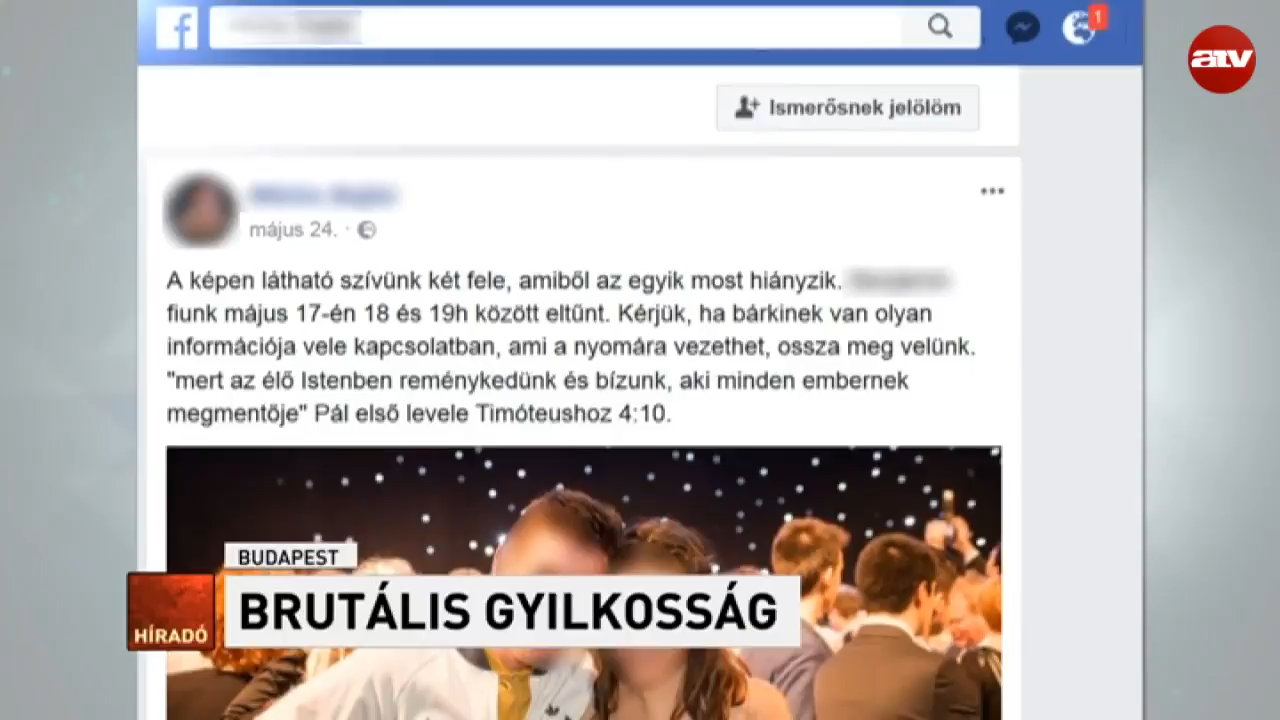 f
1
atv
Ismerősnek jelölöm
május 24. ·
A képen látható szívünk két fele, amiből az egyik most hiányzik.
fiunk május 17-én 18 és 19h között eltűnt. Kérjük, ha bárkinek van olyan
információja vele kapcsolatban, ami a nyomára vezethet, ossza meg velünk.
"mert az élő Istenben reménykedünk és bízunk, aki minden embernek
megmentője" Pál első levele Timóteushoz 4:10.
BUDAPEST
BRUTÁLIS GYILKOSSÁG
HÍRADÓ